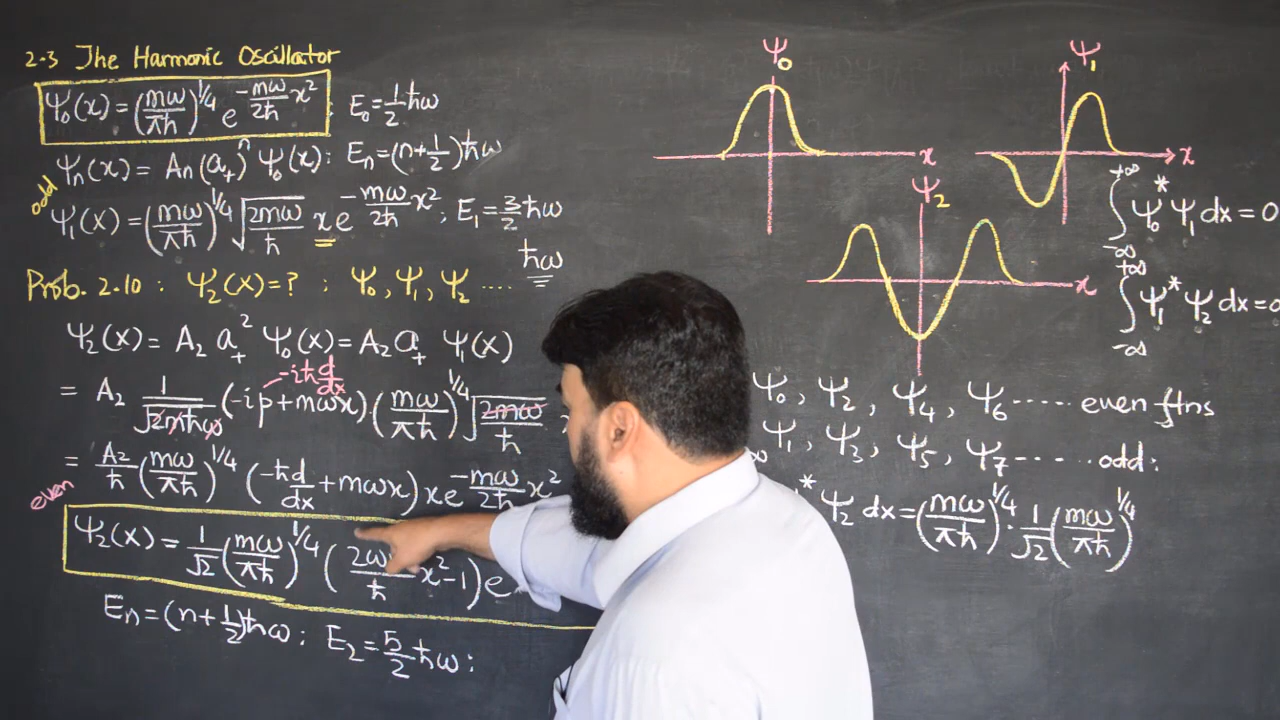 2.3 The Harmonic Oscillator
ψ₀(x) = (mω/πħ)^1/4 e^(-mω/2ħ x²) ; E₀ = 1/2 ħω
ψₙ(x) = Aₙ(a₊)ⁿ ψ₀(x) : Eₙ = (n+1/2)ħω
odd
ψ₁(x) = (mω/πħ)^1/4 √(2mω/ħ) x e^(-mω/2ħ x²) ; E₁ = 3/2 ħω
ħω
Prob. 2.10 : ψ₂(x) = ? ; ψ₀, ψ₁, ψ₂ ....
ψ₂(x) = A₂ a₊² ψ₀(x) = A₂ a₊ ψ₁(x)
-iħ d/dx
= A₂ 1/√(2mħω) (-ip + mωx) (mω/πħ)^1/4 √(2mω/ħ)
= A₂/ħ (mω/πħ)^1/4 (-ħ d/dx + mωx) x e^(-mω/2ħ x²)
even
ψ₂(x) = 1/√2 (mω/πħ)^1/4 (2ω/ħ x² - 1) e
Eₙ = (n+1/2)ħω ; E₂ = 5/2 ħω :
ψ₀
x
ψ₁
x
ψ₂
x
∫_{-∞}^{+∞} ψ₀* ψ₁ dx = 0
∫_{-∞}^{+∞} ψ₁* ψ₂ dx = 0
ψ₀, ψ₂, ψ₄, ψ₆ ..... even ftns
ψ₁, ψ₃, ψ₅, ψ₇ ..... odd :
* ψ₂ dx = (mω/πħ)^1/4 . 1/√2 (mω/πħ)^1/4